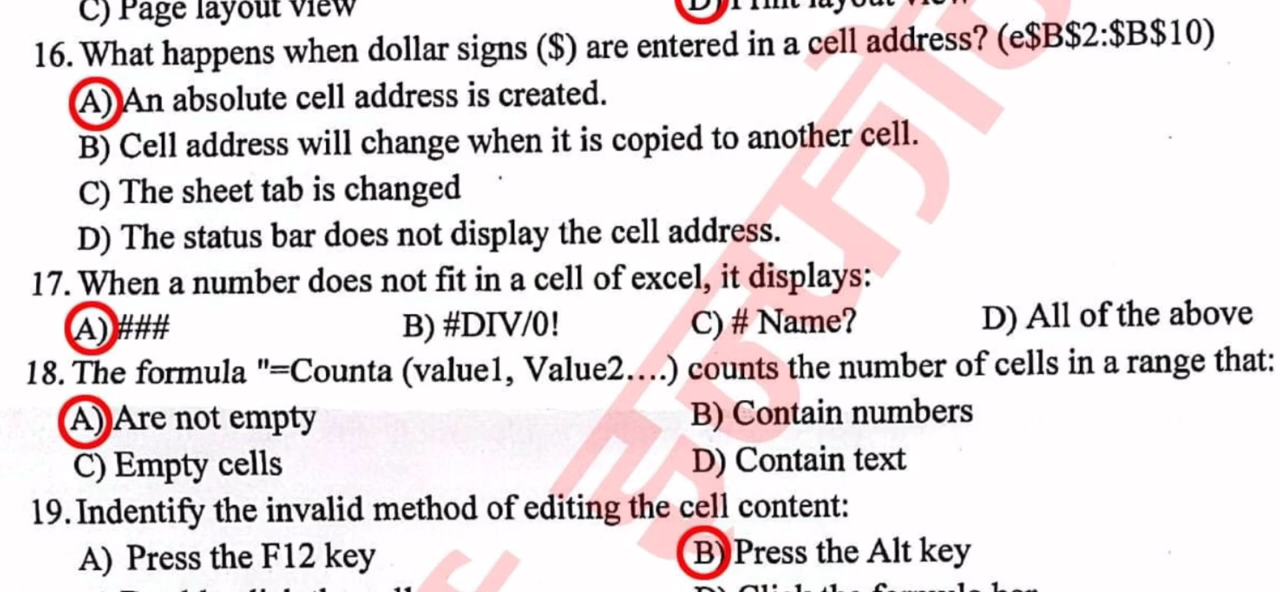 C) Page layout view
16. What happens when dollar signs ($) are entered in a cell address? (e$B$2:$B$10)
A) An absolute cell address is created.
B) Cell address will change when it is copied to another cell.
C) The sheet tab is changed
D) The status bar does not display the cell address.
17. When a number does not fit in a cell of excel, it displays:
A) ### B) #DIV/0! C) # Name? D) All of the above
18. The formula "=Counta (value1, Value2....) counts the number of cells in a range that:
A) Are not empty B) Contain numbers
C) Empty cells D) Contain text
19. Indentify the invalid method of editing the cell content:
A) Press the F12 key B) Press the Alt key